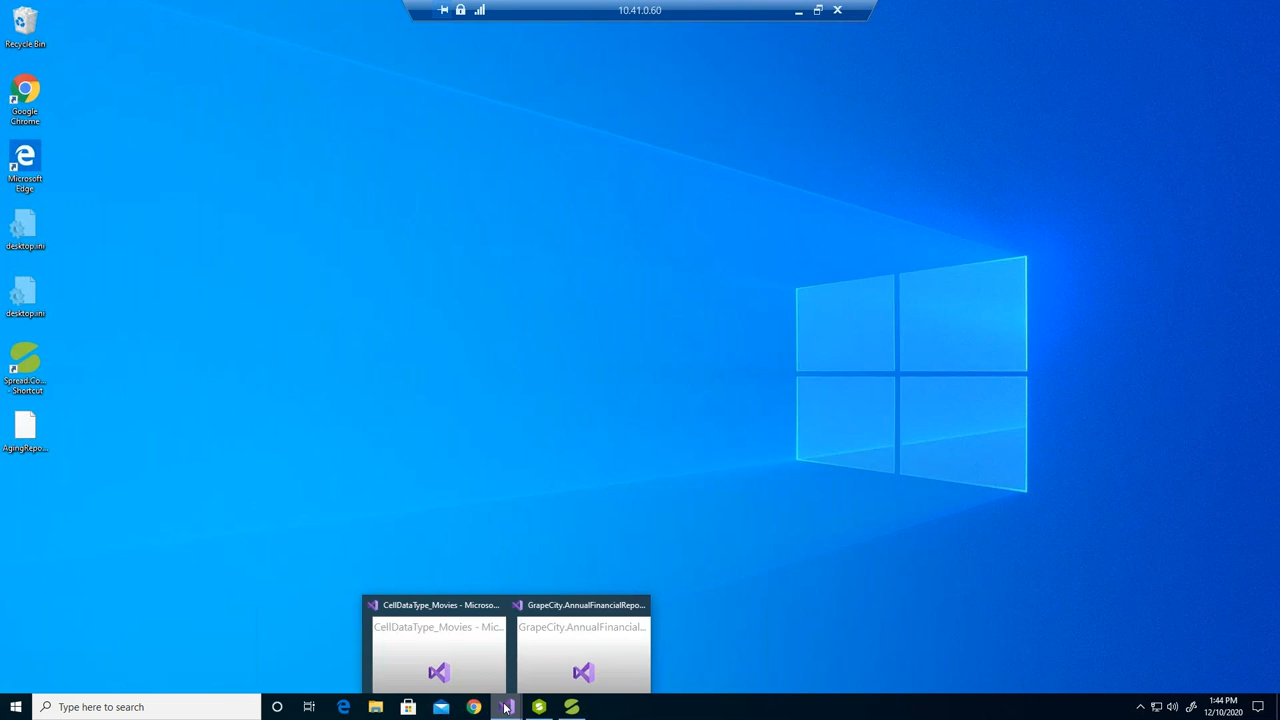 10.41.0.60
Recycle Bin
Google
Chrome
Microsoft
Edge
desktop.ini
desktop.ini
Spread.Co...
- Shortcut
AgingRepo...
CellDataType_Movies - Microso...
GrapeCity.AnnualFinancialRepo...
CellDataType_Movies - Mic...
GrapeCity.AnnualFinancial...
Type here to search
1:44 PM
12/10/2020